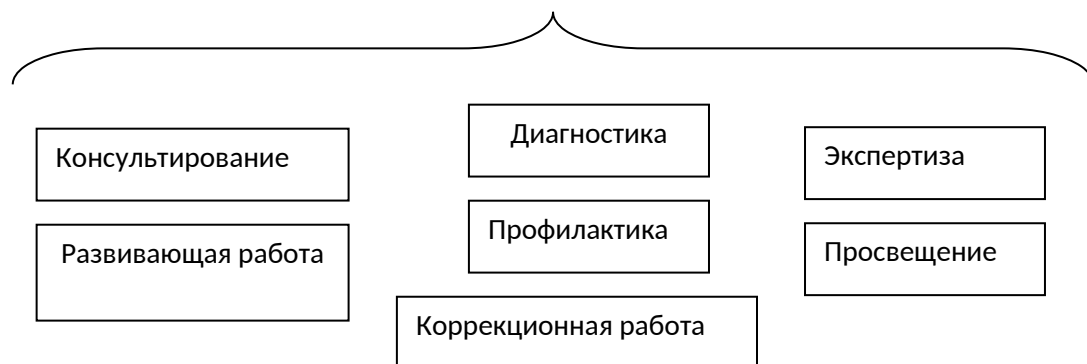 Консультирование
Диагностика
Экспертиза
Развивающая работа
Профилактика
Просвещение
Коррекционная работа